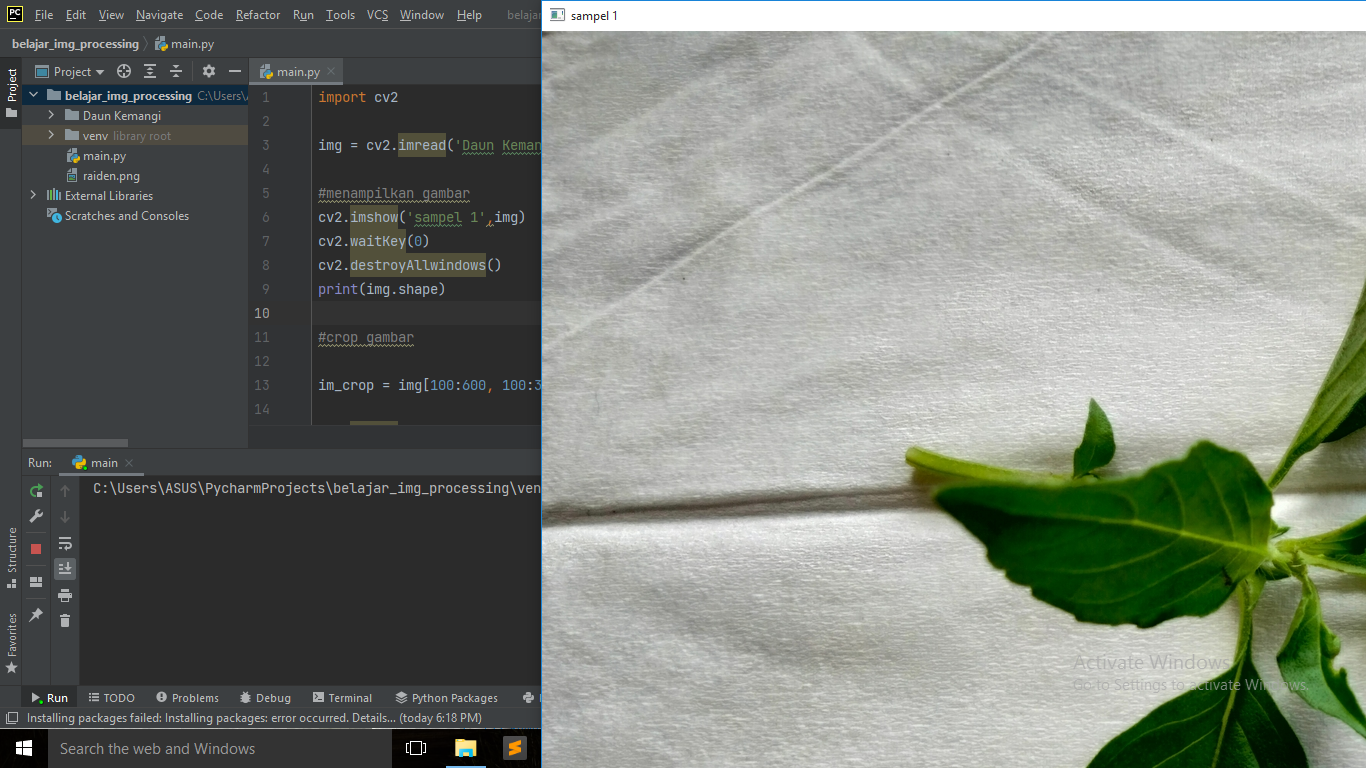 PC File Edit View Navigate Code Refactor Run Tools VCS Window Help belajar
sampel 1
belajar_img_processing main.py
Project
Project
main.py
belajar_img_processing C:\Users\
Daun Kemangi
venv library root
main.py
raiden.png
External Libraries
Scratches and Consoles
1 import cv2
2
3 img = cv2.imread('Daun Keman
4
5 #menampilkan gambar
6 cv2.imshow('sampel 1',img)
7 cv2.waitKey(0)
8 cv2.destroyAllwindows()
9 print(img.shape)
10
11 #crop gambar
12
13 im_crop = img[100:600, 100:3
14
Run: main
C:\Users\ASUS\PycharmProjects\belajar_img_processing\ven
Structure
Favorites
Activate Windows
Go to Settings to activate Windows.
Run TODO Problems Debug Terminal Python Packages
Installing packages failed: Installing packages: error occurred. Details... (today 6:18 PM)
Search the web and Windows